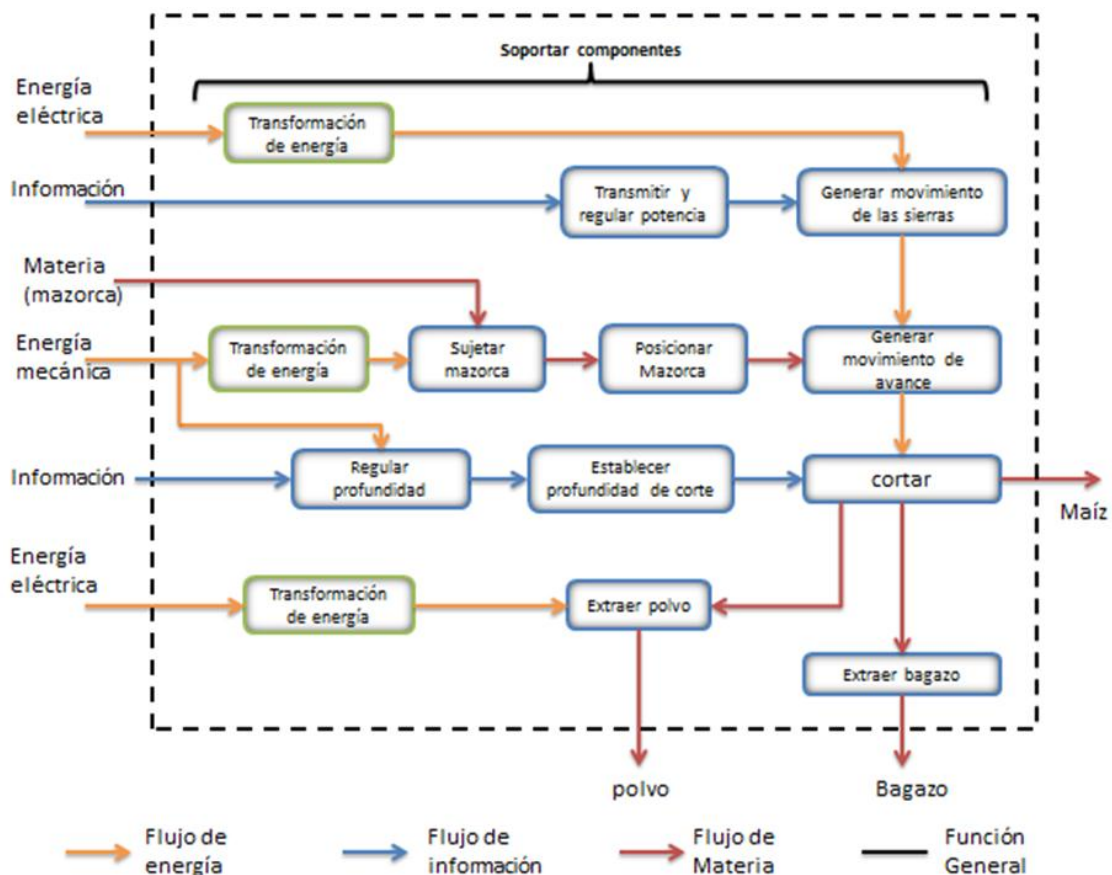 Soportar componentes
Energía
eléctrica
Transformación
de energía
Información
Transmitir y
regular potencia
Generar movimiento
de las sierras
Materia
(mazorca)
Energía
mecánica
Transformación
de energía
Sujetar
mazorca
Posicionar
Mazorca
Generar
movimiento de
avance
Información
Regular
profundidad
Establecer
profundidad de corte
cortar
Maíz
Energía
eléctrica
Transformación
de energía
Extraer polvo
Extraer bagazo
polvo
Bagazo
Flujo de
energía
Flujo de
información
Flujo de
Materia
Función
General